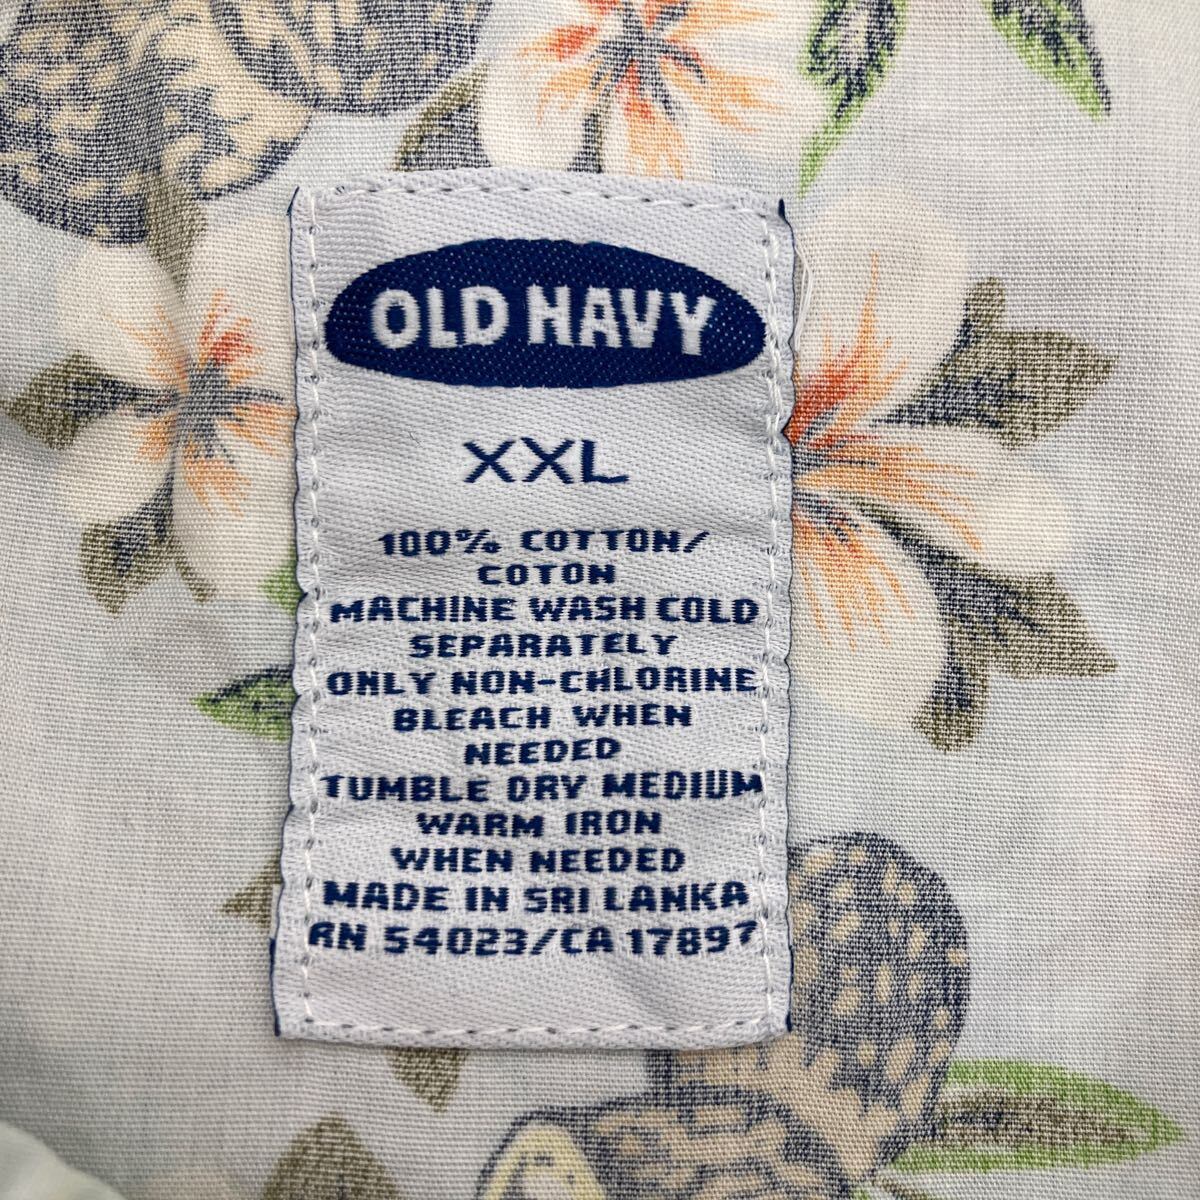 OLD NAVY
XXL
100% COTTON/
COTON
MACHINE WASH COLD
SEPARATELY
ONLY NON-CHLORINE
BLEACH WHEN
NEEDED
TUMBLE DRY MEDIUM
WARM IRON
WHEN NEEDED
MADE IN SRI LANKA
RN 54023/CA 17897